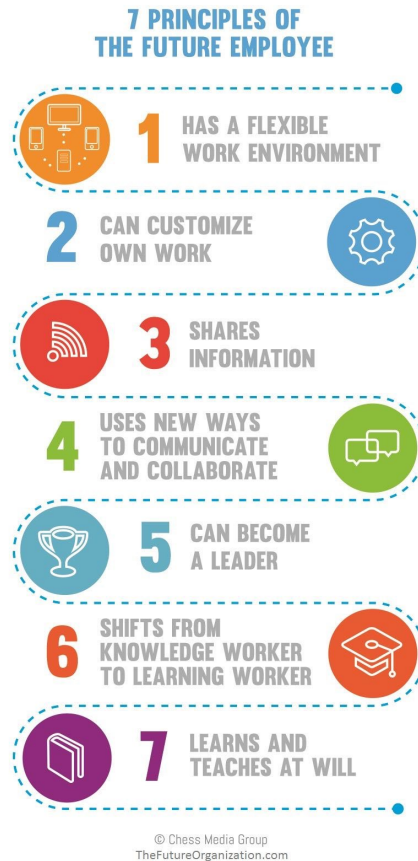 7 PRINCIPLES OF
THE FUTURE EMPLOYEE
1
HAS A FLEXIBLE
WORK ENVIRONMENT
2
CAN CUSTOMIZE
OWN WORK
3
SHARES
INFORMATION
4
USES NEW WAYS
TO COMMUNICATE
AND COLLABORATE
5
CAN BECOME
A LEADER
6
SHIFTS FROM
KNOWLEDGE WORKER
TO LEARNING WORKER
7
LEARNS AND
TEACHES AT WILL
© Chess Media Group
TheFutureOrganization.com